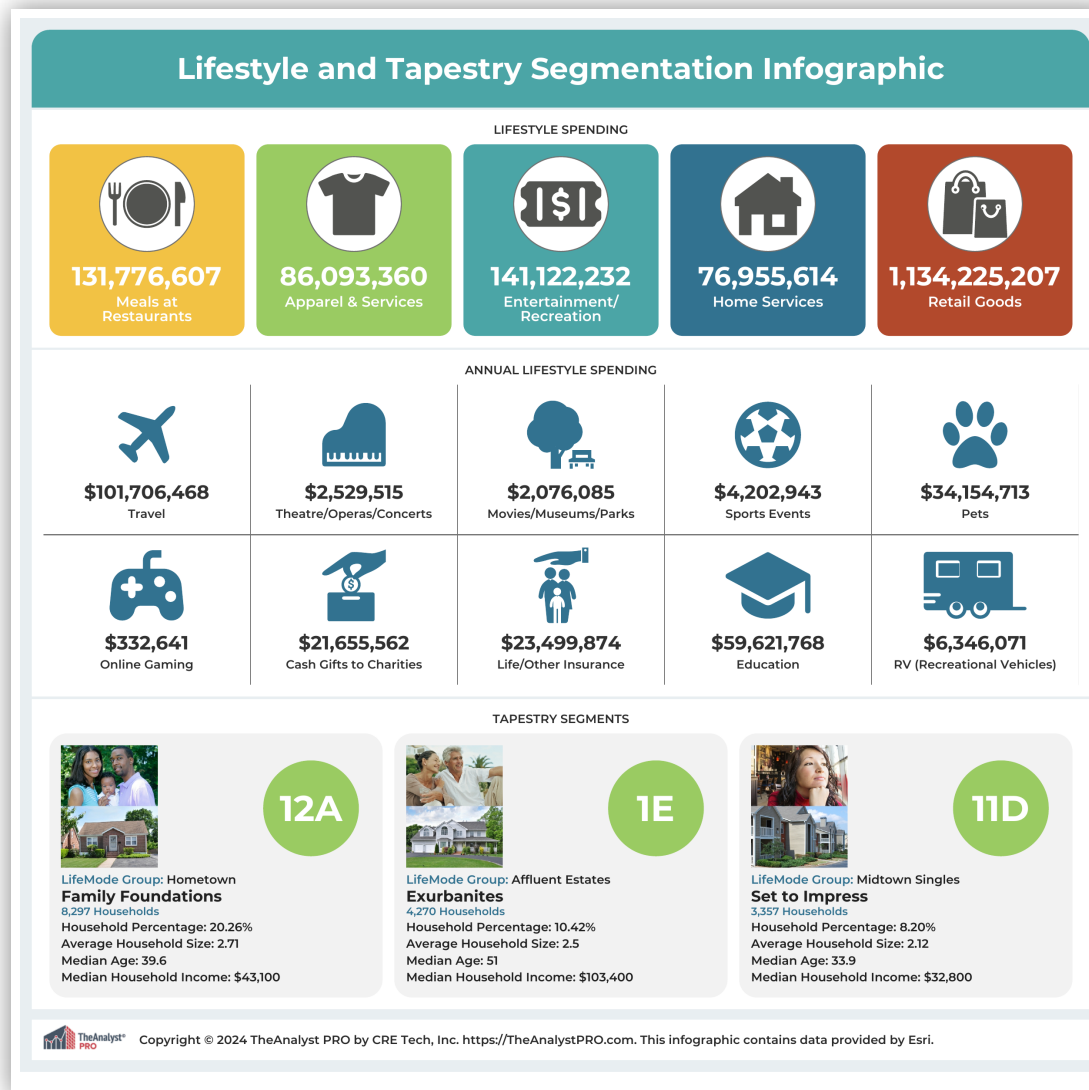 Lifestyle and Tapestry Segmentation Infographic
LIFESTYLE SPENDING
131,776,607
Meals at
Restaurants
86,093,360
Apparel & Services
$
141,122,232
Entertainment/
Recreation
76,955,614
Home Services
1,134,225,207
Retail Goods
ANNUAL LIFESTYLE SPENDING
$101,706,468
Travel
$2,529,515
Theatre/Operas/Concerts
$2,076,085
Movies/Museums/Parks
$4,202,943
Sports Events
$34,154,713
Pets
$332,641
Online Gaming
$
$21,655,562
Cash Gifts to Charities
$23,499,874
Life/Other Insurance
$59,621,768
Education
$6,346,071
RV (Recreational Vehicles)
TAPESTRY SEGMENTS
12A
LifeMode Group: Hometown
Family Foundations
8,297 Households
Household Percentage: 20.26%
Average Household Size: 2.71
Median Age: 39.6
Median Household Income: $43,100
1E
LifeMode Group: Affluent Estates
Exurbanites
4,270 Households
Household Percentage: 10.42%
Average Household Size: 2.5
Median Age: 51
Median Household Income: $103,400
11D
LifeMode Group: Midtown Singles
Set to Impress
3,357 Households
Household Percentage: 8.20%
Average Household Size: 2.12
Median Age: 33.9
Median Household Income: $32,800
TheAnalyst®
PRO
Copyright © 2024 TheAnalyst PRO by CRE Tech, Inc. https://TheAnalystPRO.com. This infographic contains data provided by Esri.